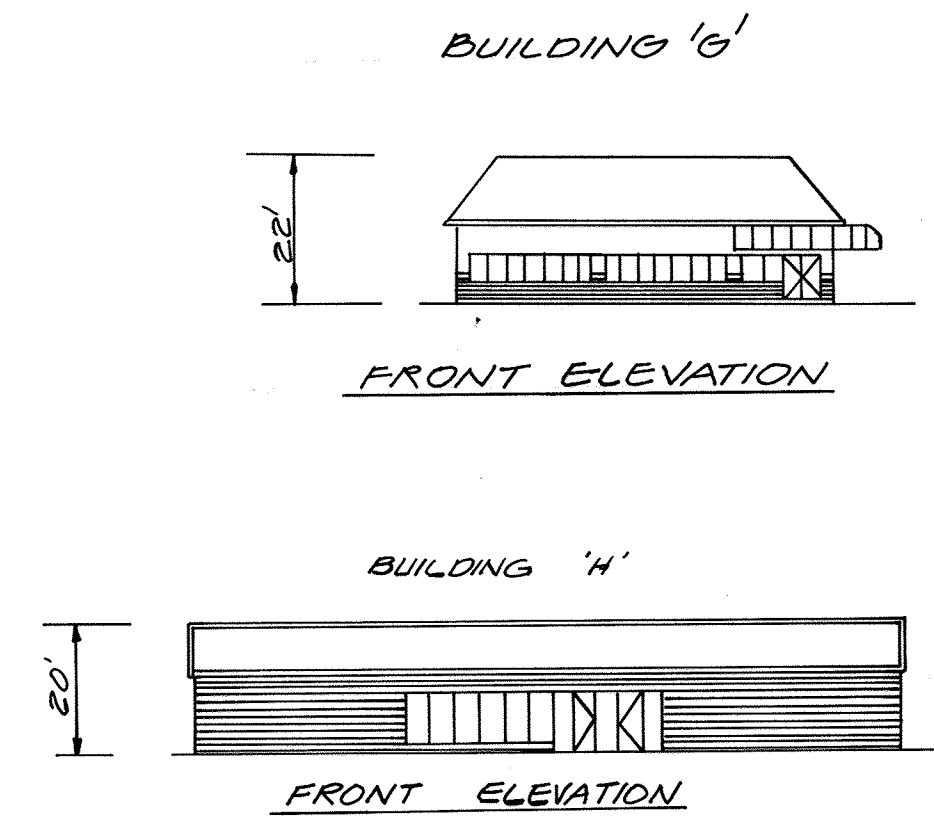 BUILDING 'G'
22'
FRONT ELEVATION
BUILDING 'H'
20'
FRONT ELEVATION